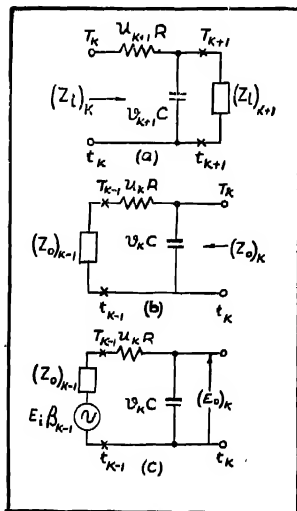 T_K u_{K+1}R T_{K+1}
(Z_i)_K v_{K+1}C (Z_i)_{K+1}
t_K (a) t_{K+1}
T_{K-1} u_K R T_K
(Z_o)_{K-1} v_K C (Z_o)_K
t_{K-1} (b) t_K
T_{K-1} u_K R
(Z_o)_{K-1}
E_i β_{K-1} v_K C (E_o)_K
t_{K-1} (c) t_K